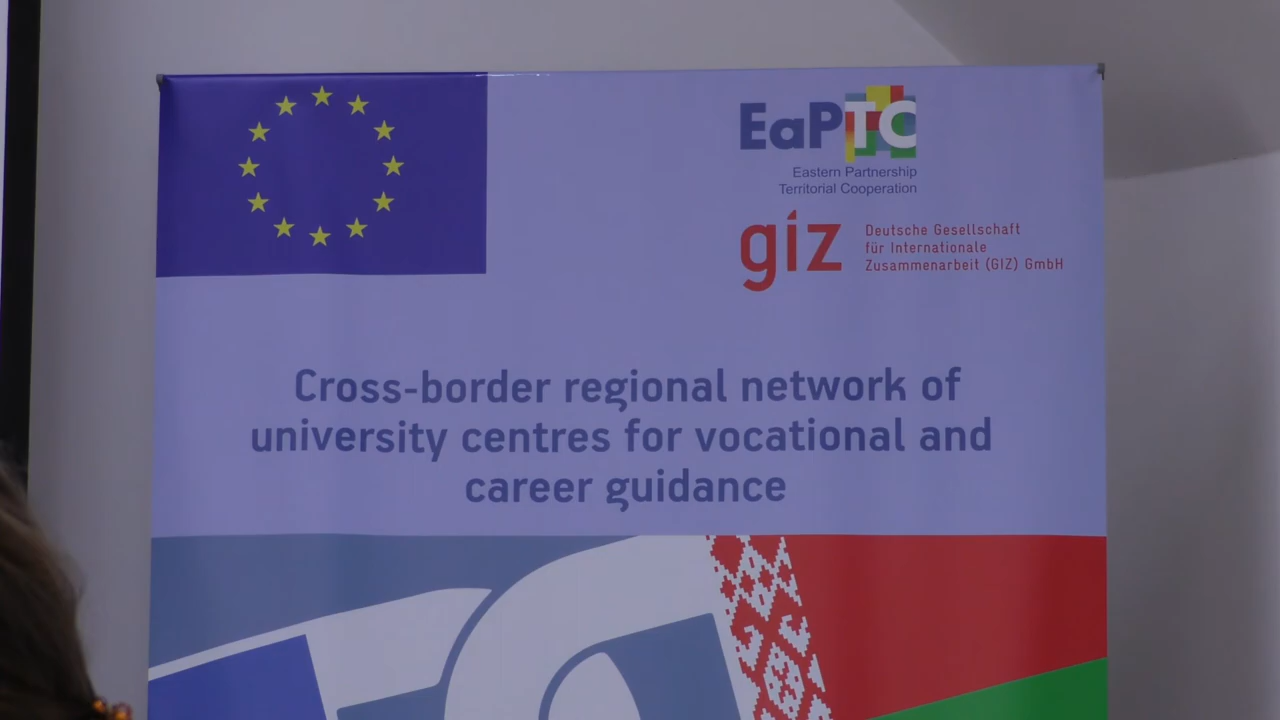 EaPTC
Eastern Partnership
Territorial Cooperation
giz
Deutsche Gesellschaft
für Internationale
Zusammenarbeit (GIZ) GmbH
Cross-border regional network of
university centres for vocational and
career guidance